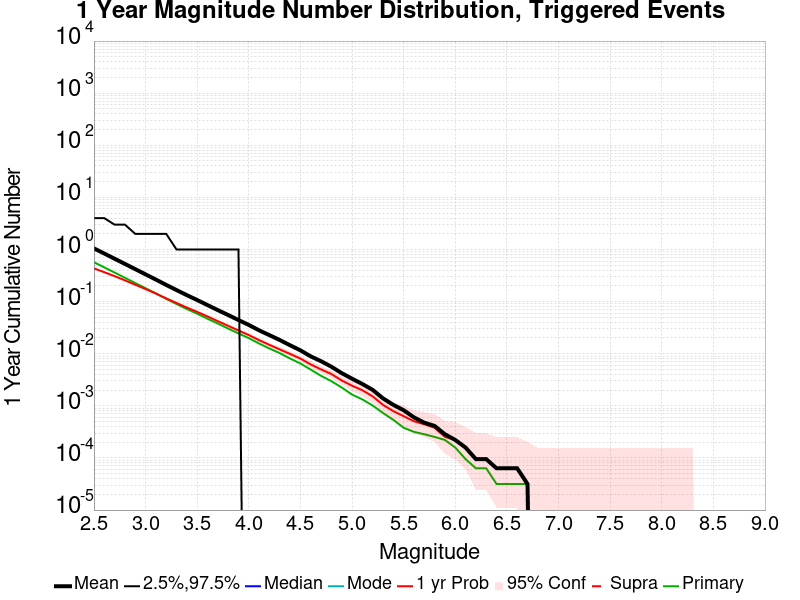 1 Year Magnitude Number Distribution, Triggered Events
1 Year Cumulative Number
10^4
10^3
10^2
10^1
10^0
10^-1
10^-2
10^-3
10^-4
10^-5
2.5 3.0 3.5 4.0 4.5 5.0 5.5 6.0 6.5 7.0 7.5 8.0 8.5 9.0
Magnitude
Mean 2.5%,97.5% Median Mode 1 yr Prob 95% Conf Supra Primary